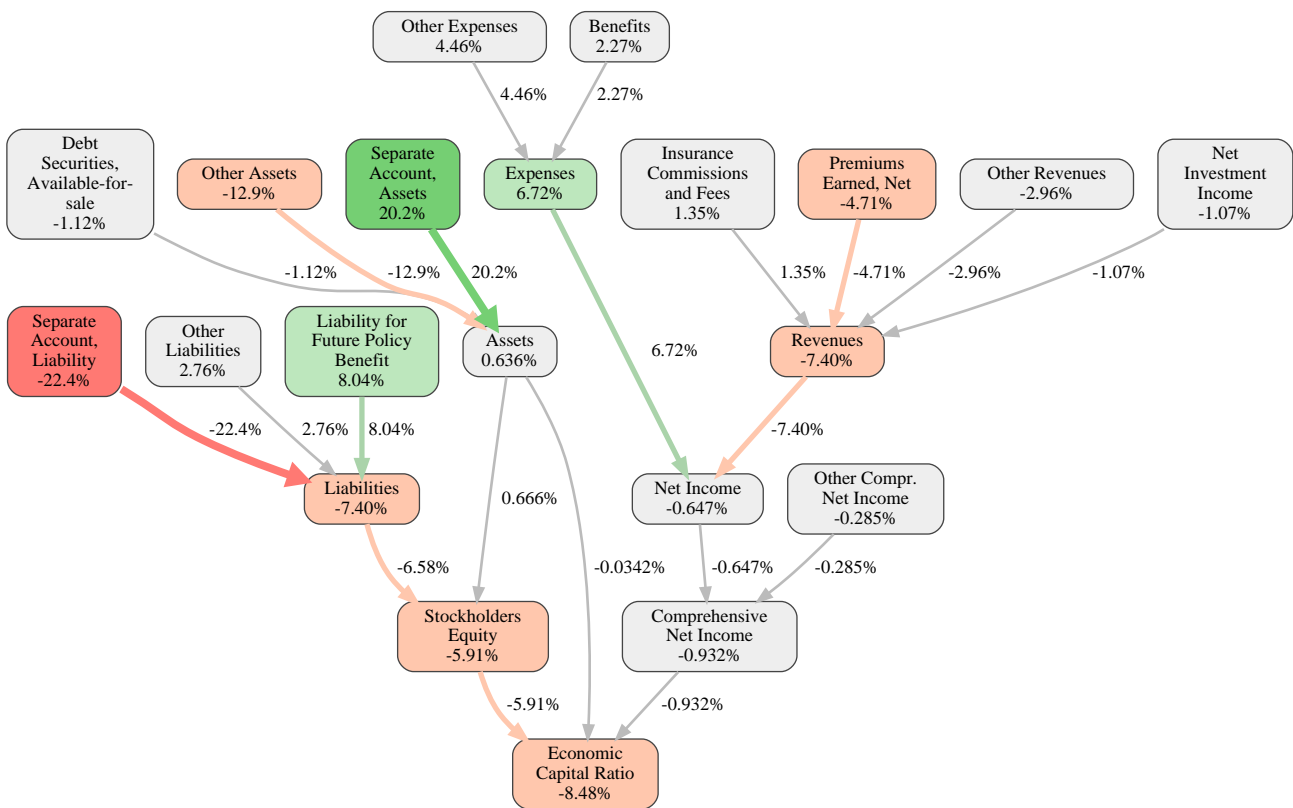 Other Expenses
4.46%
Benefits
2.27%
4.46%
2.27%
Debt
Securities,
Available-for-
sale
-1.12%
Other Assets
-12.9%
Separate
Account,
Assets
20.2%
Expenses
6.72%
Insurance
Commissions
and Fees
1.35%
Premiums
Earned, Net
-4.71%
Other Revenues
-2.96%
Net
Investment
Income
-1.07%
-1.12%
-12.9%
20.2%
1.35%
-4.71%
-2.96%
-1.07%
Separate
Account,
Liability
-22.4%
Other
Liabilities
2.76%
Liability for
Future Policy
Benefit
8.04%
Assets
0.636%
6.72%
Revenues
-7.40%
-22.4%
2.76%
8.04%
-7.40%
Liabilities
-7.40%
0.666%
Net Income
-0.647%
Other Compr.
Net Income
-0.285%
-6.58%
-0.0342%
-0.647%
-0.285%
Stockholders
Equity
-5.91%
Comprehensive
Net Income
-0.932%
-5.91%
-0.932%
Economic
Capital Ratio
-8.48%